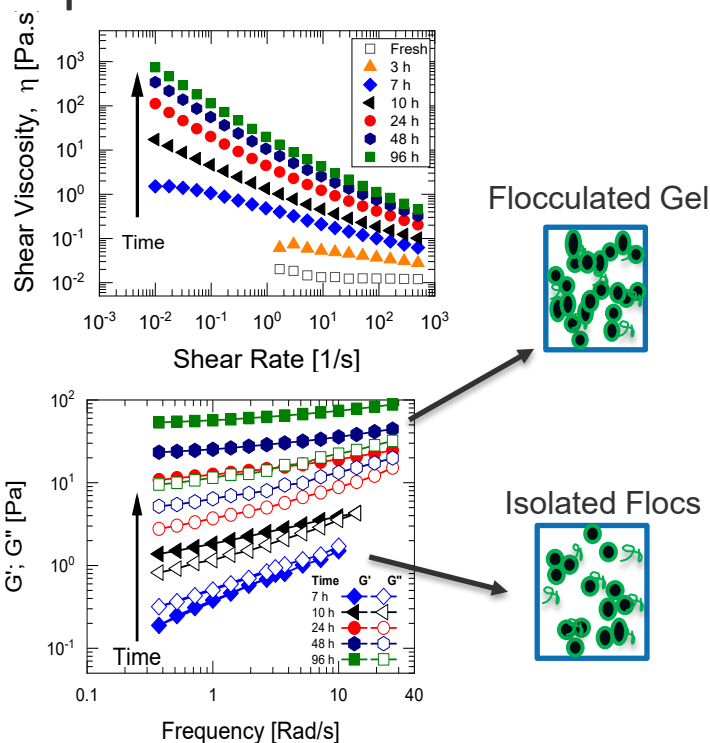 Shear Viscosity, η [Pa.s]
10³
10²
10¹
10⁰
10⁻¹
10⁻²
Fresh
3 h
7 h
10 h
24 h
48 h
96 h
Time
10⁻³ 10⁻² 10⁻¹ 10⁰ 10¹ 10² 10³
Shear Rate [1/s]
Flocculated Gel
G'; G" [Pa]
10²
10¹
10⁰
10⁻¹
Time G' G"
7 h
10 h
24 h
48 h
96 h
Time
0.1 1 10 40
Frequency [Rad/s]
Isolated Flocs